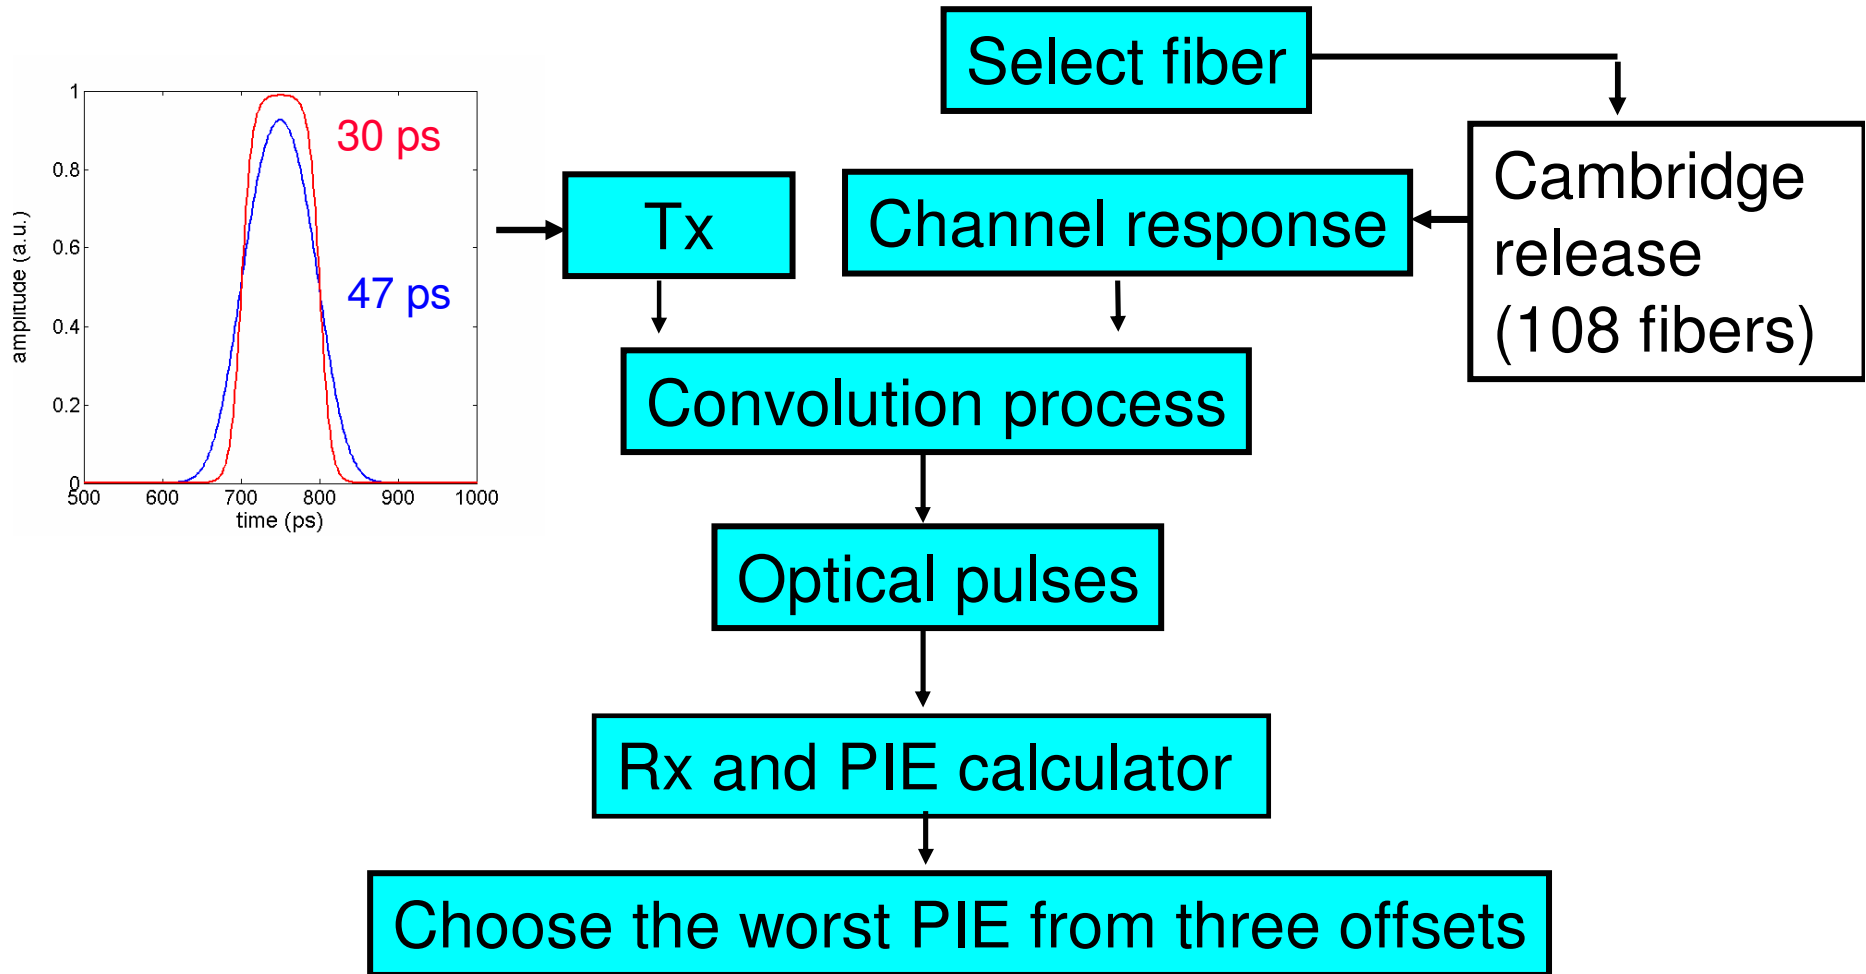 Select fiber
1
0.8
0.6
0.4
0.2
0
500
600
700
800
900
1000
time (ps)
amplitude (a.u.)
30 ps
47 ps
Tx
Channel response
Cambridge
release
(108 fibers)
Convolution process
Optical pulses
Rx and PIE calculator
Choose the worst PIE from three offsets